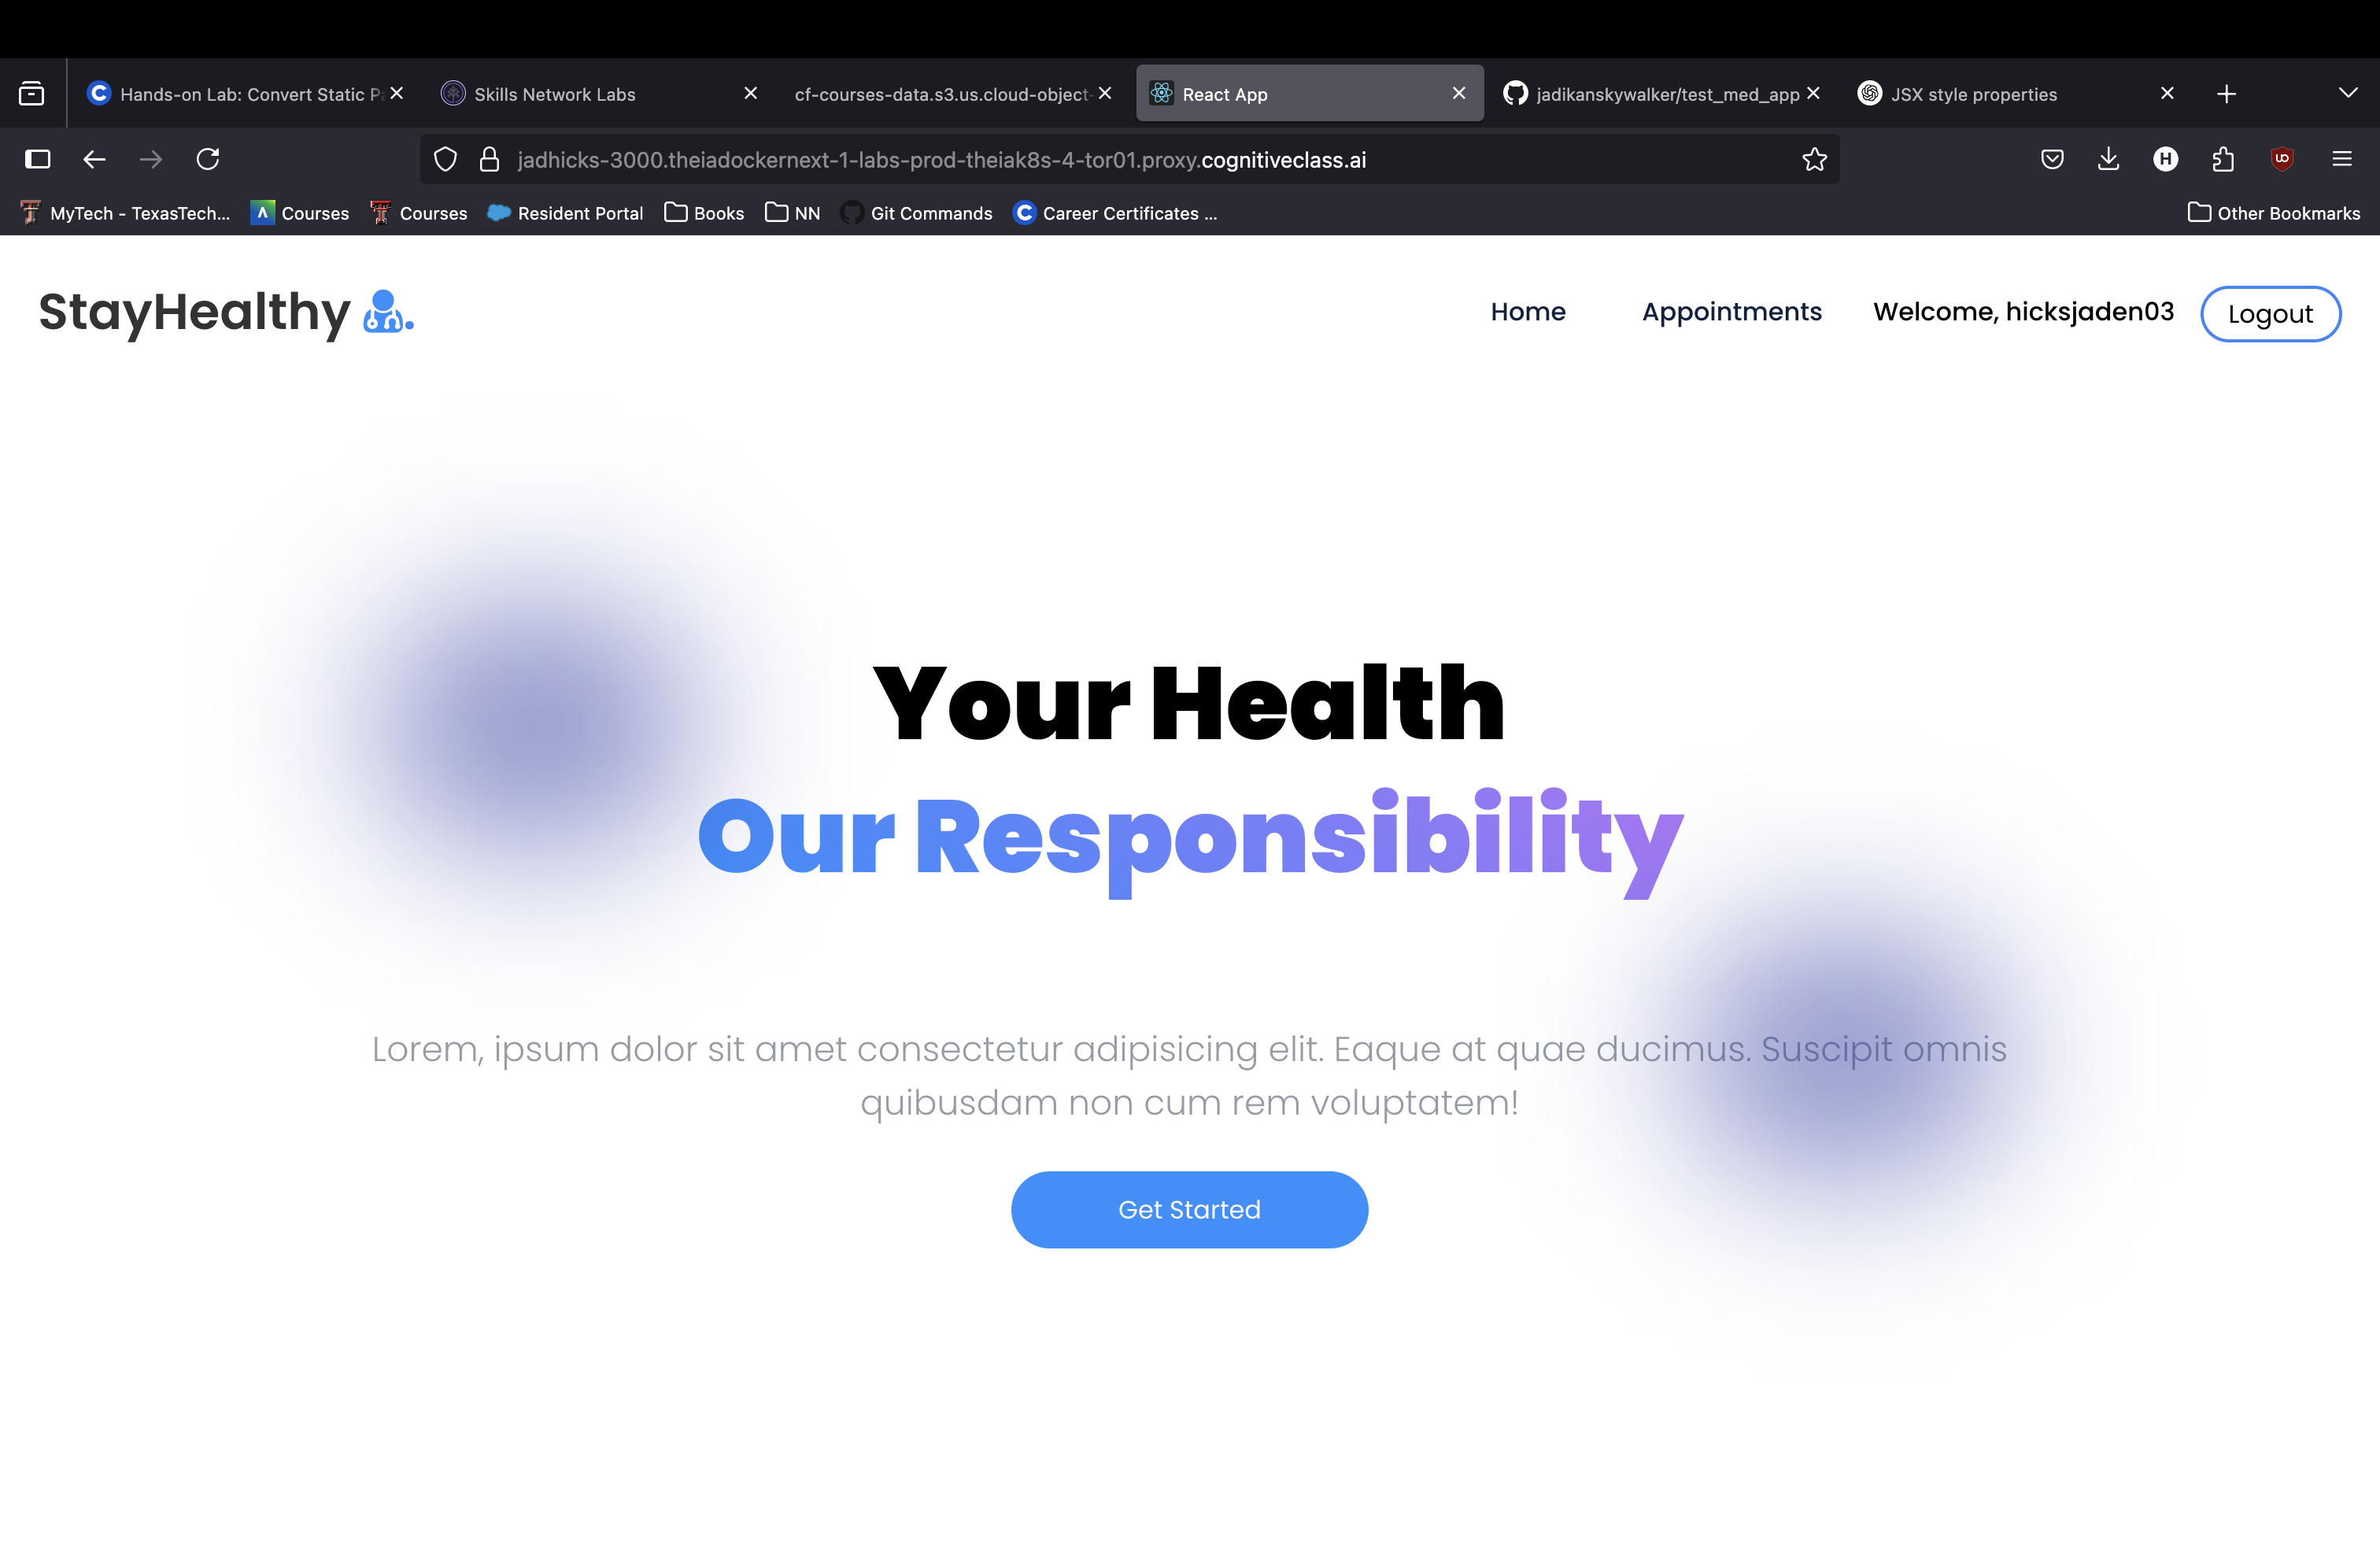 Hands-on Lab: Convert Static Pa
Skills Network Labs
cf-courses-data.s3.us.cloud-object-
React App
jadikanskywalker/test_med_app
JSX style properties
jadhicks-3000.theiadockernext-1-labs-prod-theiak8s-4-tor01.proxy.cognitiveclass.ai
MyTech - TexasTech...
Courses
Courses
Resident Portal
Books
NN
Git Commands
Career Certificates ...
Other Bookmarks
StayHealthy
Home
Appointments
Welcome, hicksjaden03
Logout
Your Health
Our Responsibility
Lorem, ipsum dolor sit amet consectetur adipisicing elit. Eaque at quae ducimus. Suscipit omnis
quibusdam non cum rem voluptatem!
Get Started